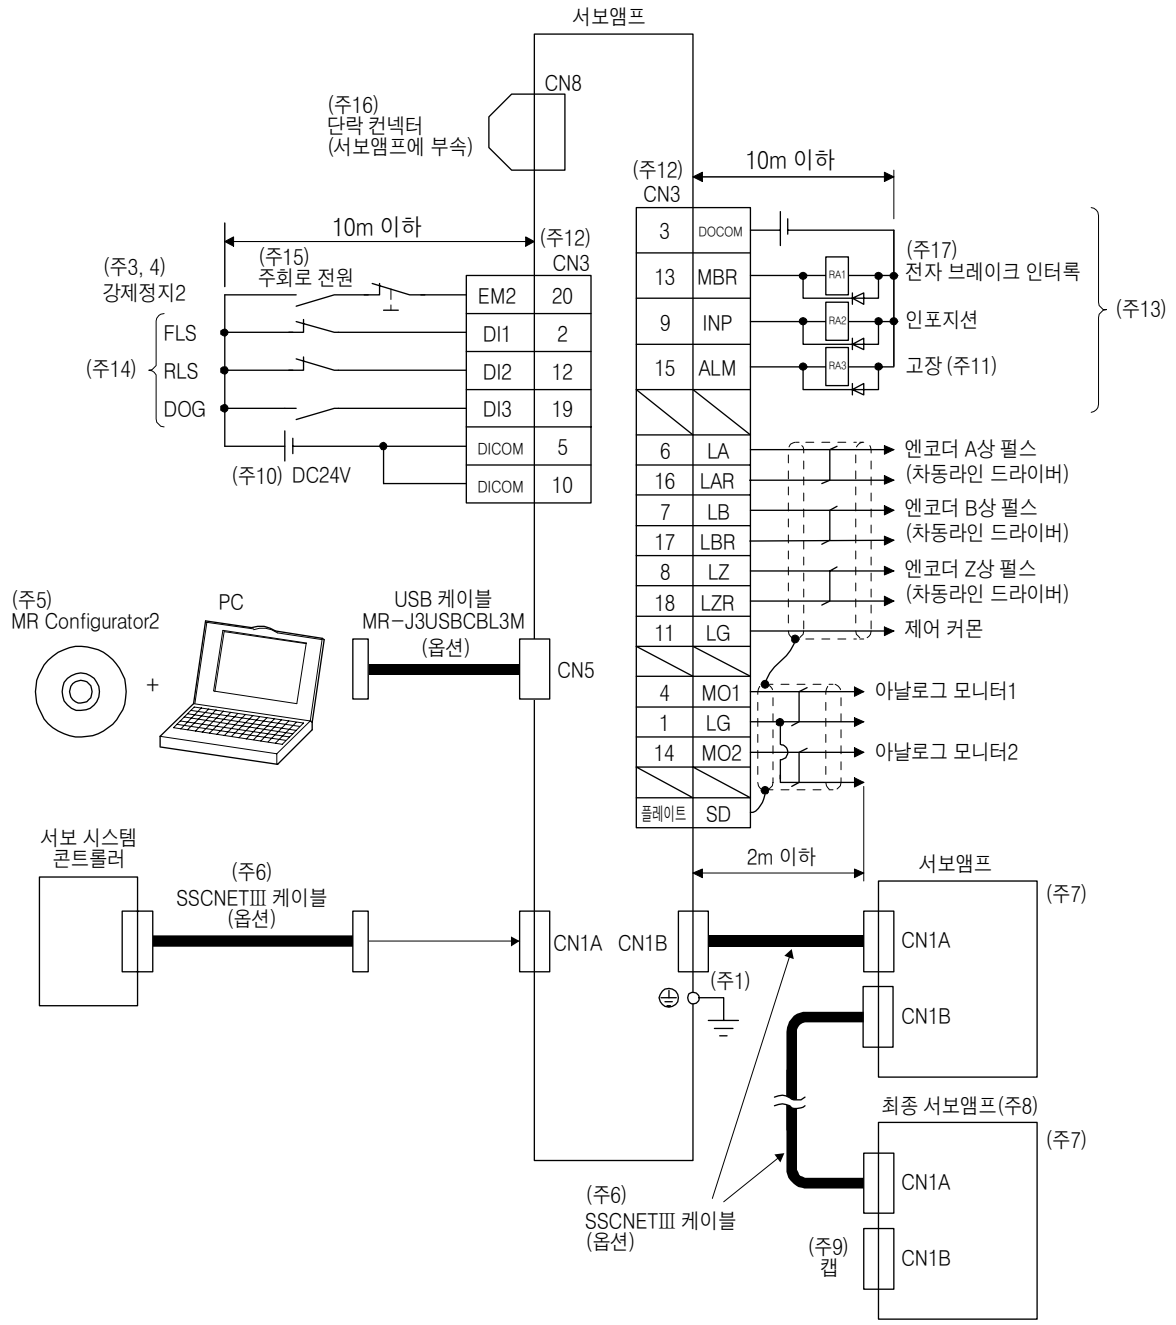 서보앰프
CN8
(주16)
단락 컨넥터
(서보앰프에 부속)
10m 이하
(주12)
CN3
(주3, 4)
강제정지2
(주15)
주회로 전원
EM2 20
FLS DI1 2
(주14) RLS DI2 12
DOG DI3 19
DICOM 5
(주10) DC24V
DICOM 10
(주12)
CN3
10m 이하
3 DOCOM
13 MBR RA1
(주17)
전자 브레이크 인터록
9 INP RA2 인포지션
15 ALM RA3 고장 (주11)
(주13)
6 LA 엔코더 A상 펄스
16 LAR (차동라인 드라이버)
7 LB 엔코더 B상 펄스
17 LBR (차동라인 드라이버)
8 LZ 엔코더 Z상 펄스
18 LZR (차동라인 드라이버)
11 LG 제어 커몬
4 MO1 아날로그 모니터1
1 LG
14 MO2 아날로그 모니터2
플레이트 SD
2m 이하
(주5)
MR Configurator2
+
PC
USB 케이블
MR-J3USBCBL3M
(옵션)
CN5
서보 시스템
콘트롤러
(주6)
SSCNETⅢ 케이블
(옵션)
CN1A
CN1B
(주1)
서보앰프
(주7)
CN1A
CN1B
최종 서보앰프(주8)
(주7)
CN1A
(주6)
SSCNETⅢ 케이블
(옵션)
(주9)
캡
CN1B